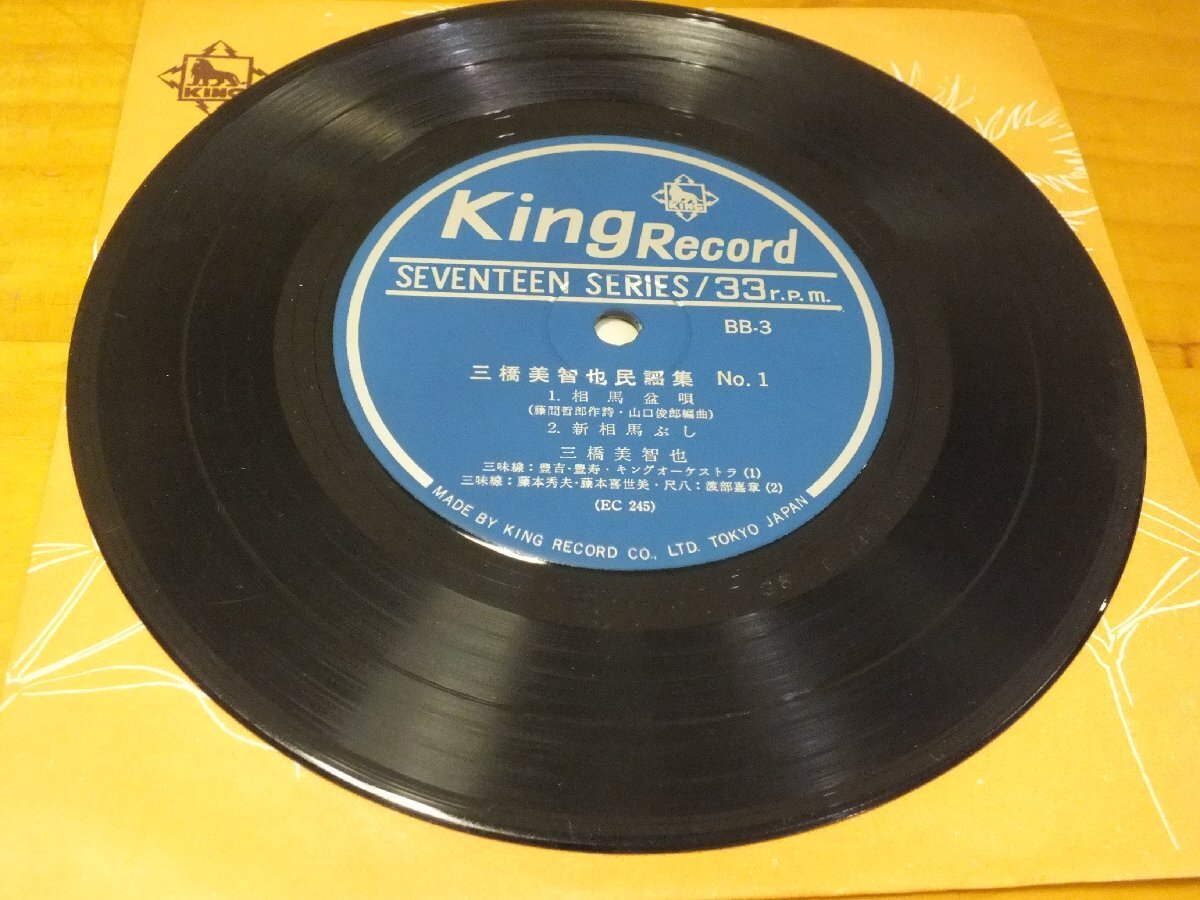 KING
King Record
KING
SEVENTEEN SERIES/33 r.p.m.
BB-3
三橋美智也民謡集 No.1
1. 相馬盆唄
(藤間哲郎作詩・山口俊郎編曲)
2. 新相馬ぶし
三橋美智也
三味線：豊吉・豊寿・キングオーケストラ(1)
三味線：藤本秀夫・藤本喜世美・尺八：渡部嘉章(2)
(EC 245)
MADE BY KING RECORD CO., LTD. TOKYO JAPAN